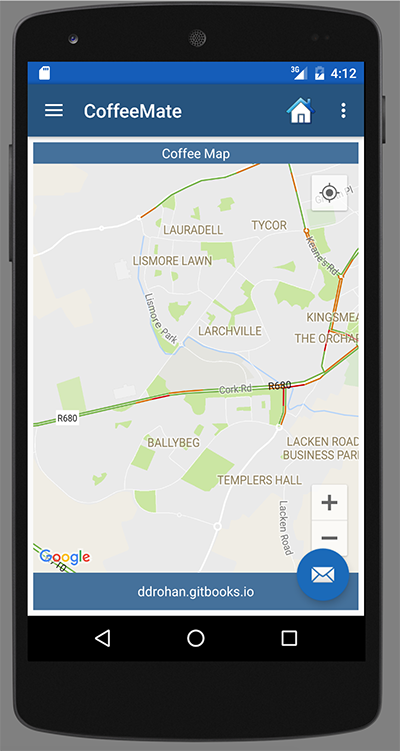 3G 4:12
CoffeeMate
Coffee Map
TYCOR
LAURADELL
Keane's Rd
LISMORE LAWN
Lismore Park
KINGSMEA
LARCHVILLE
THE ORCHAR
R680
Cork Rd
R680
BALLYBEG
LACKEN ROAD
BUSINESS PAR
TEMPLERS HALL
Lacken Road
+
−
Google
ddrohan.gitbooks.io